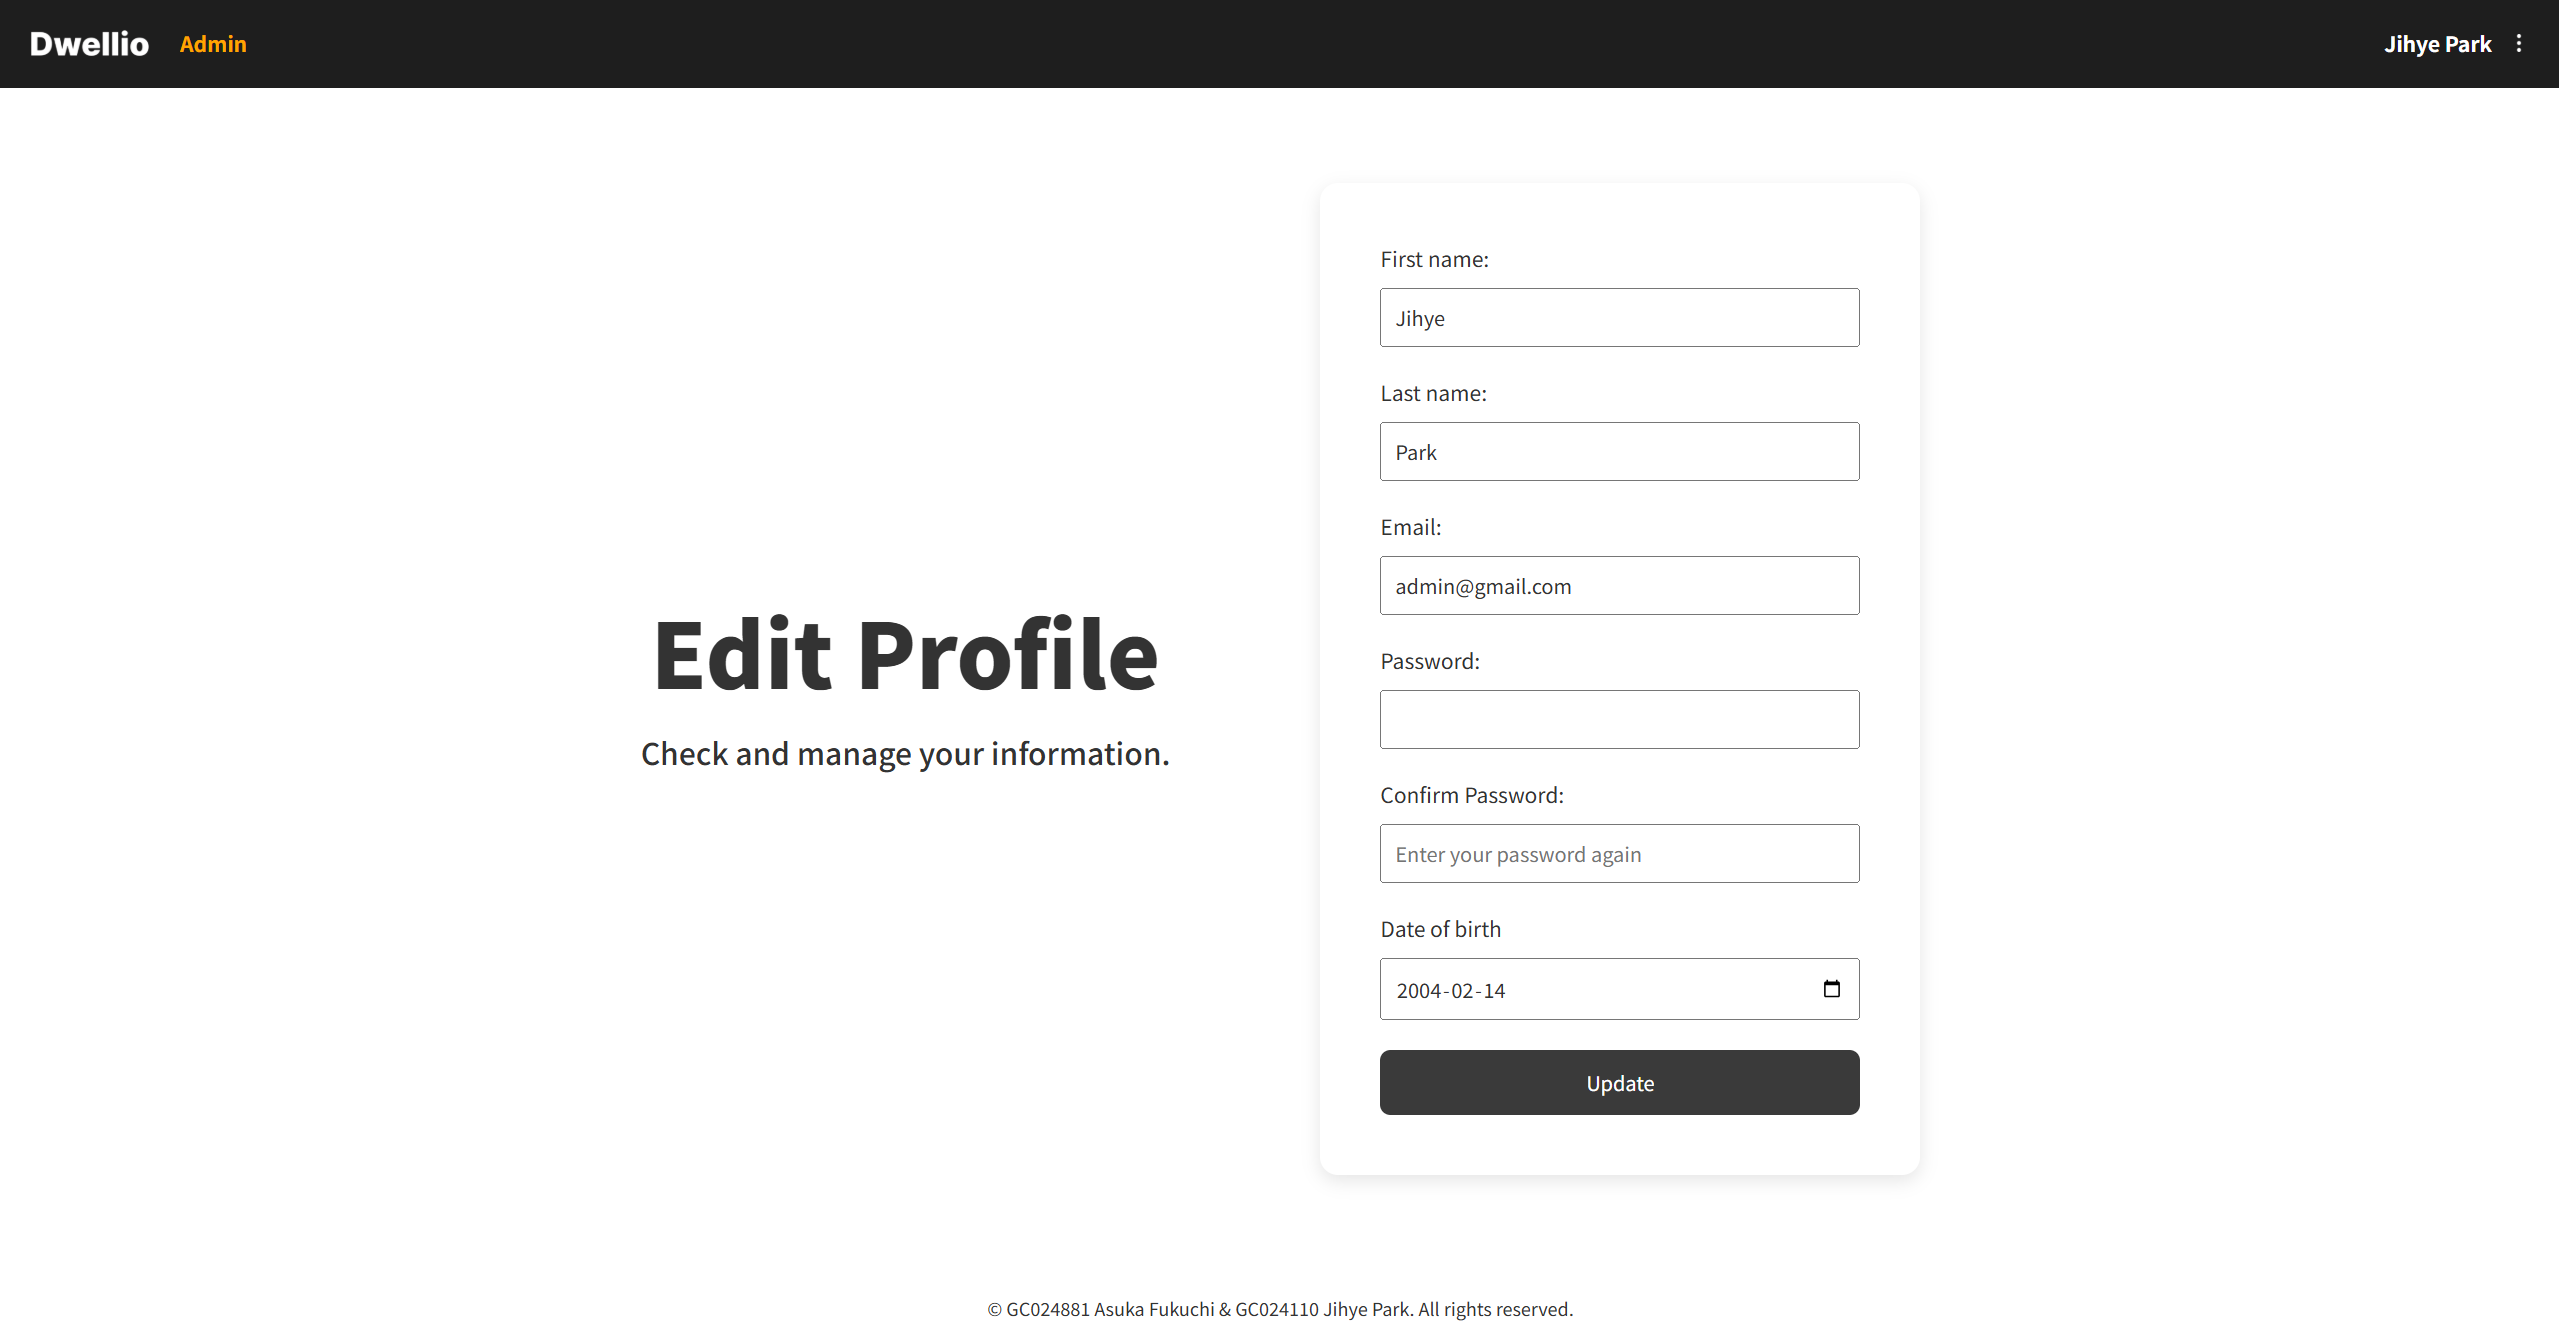 Dwellio Admin Jihye Park
Edit Profile
Check and manage your information.
First name:
Jihye
Last name:
Park
Email:
admin@gmail.com
Password:
Confirm Password:
Enter your password again
Date of birth
2004-02-14
Update
© GC024881 Asuka Fukuchi & GC024110 Jihye Park. All rights reserved.